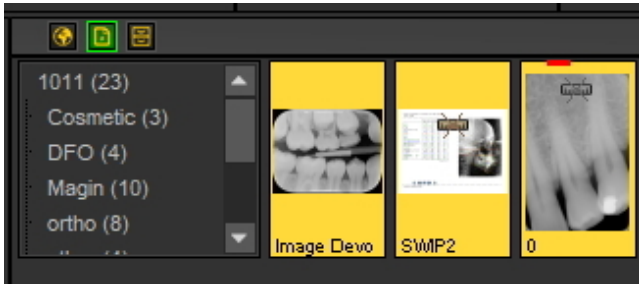 1011 (23)
Cosmetic (3)
DFO (4)
Magin (10)
ortho (8)
Image Devo
SWIP2
0